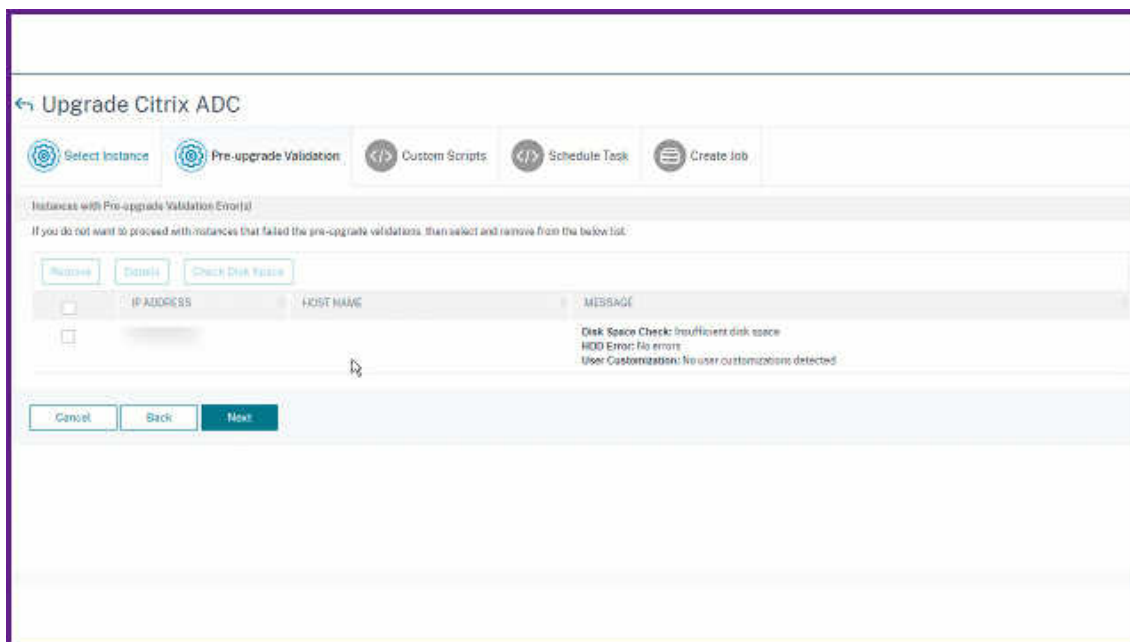 Upgrade Citrix ADC
Select Instance
Pre-upgrade Validation
Custom Scripts
Schedule Task
Create Job
Instances with Pre-upgrade Validation Error(s)
If you do not want to proceed with instances that failed the pre-upgrade validations, then select and remove from the below list.
Remove
Details
Check Disk Space
IP ADDRESS
HOST NAME
MESSAGE
Disk Space Check: Insufficient disk space
HDD Error: No errors
User Customization: No user customizations detected
Cancel
Back
Next